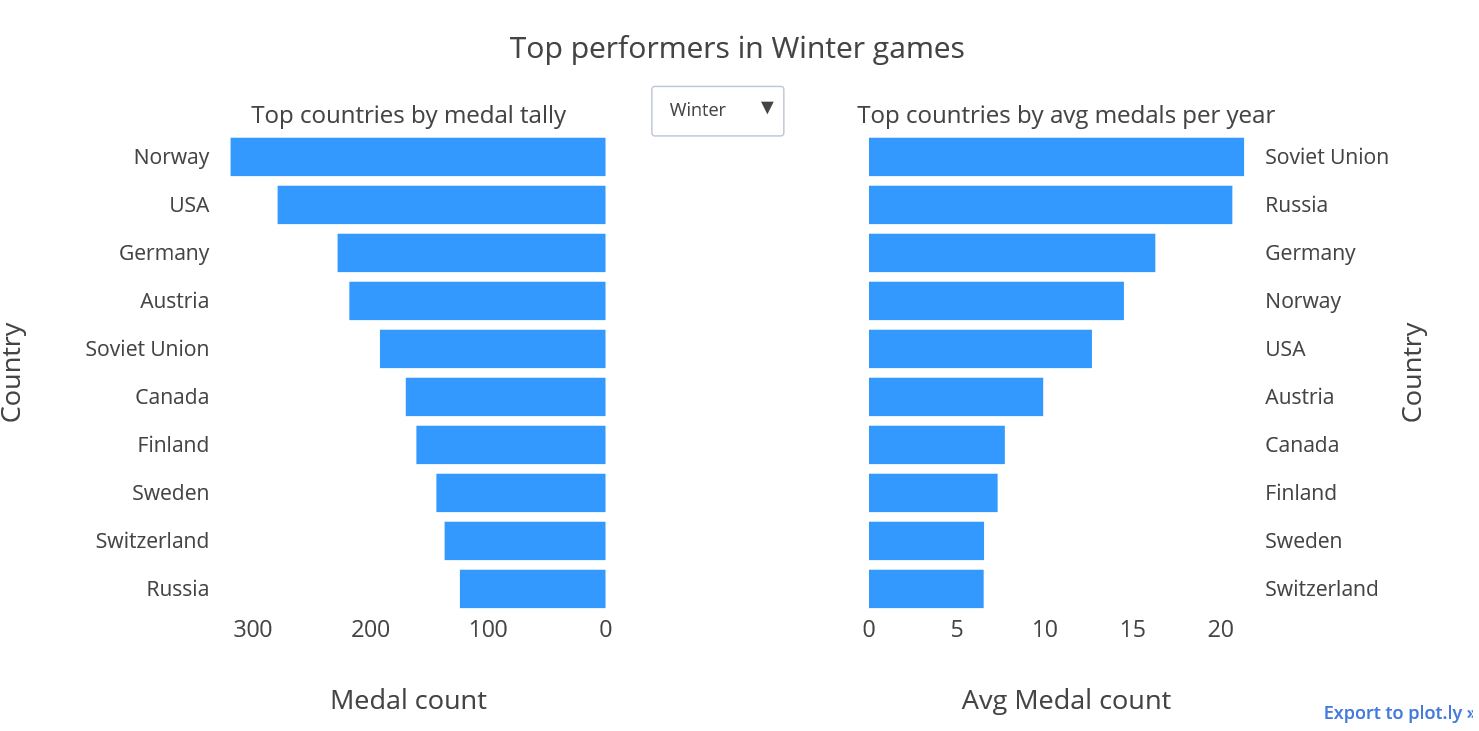 Top performers in Winter games
Winter ▼
Top countries by medal tally
Norway
USA
Germany
Austria
Soviet Union
Canada
Finland
Sweden
Switzerland
Russia
Country
300 200 100 0
Medal count
Top countries by avg medals per year
Soviet Union
Russia
Germany
Norway
USA
Austria
Canada
Finland
Sweden
Switzerland
Country
0 5 10 15 20
Avg Medal count
Export to plot.ly »